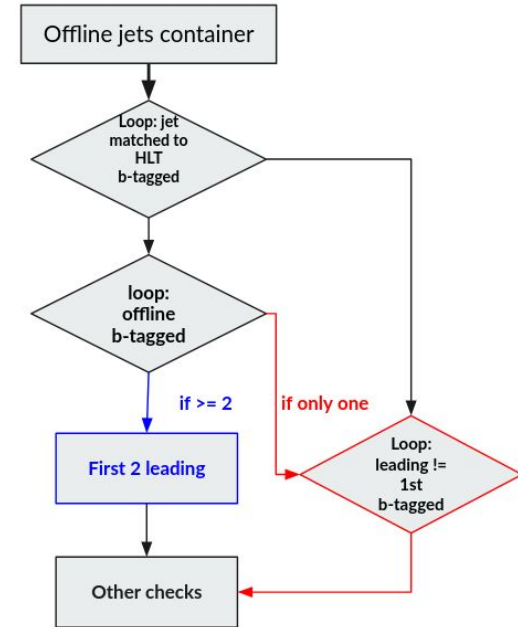 Offline jets container
Loop: jet
matched to
HLT
b-tagged
loop:
offline
b-tagged
if >= 2
if only one
First 2 leading
Loop:
leading !=
1st
b-tagged
Other checks